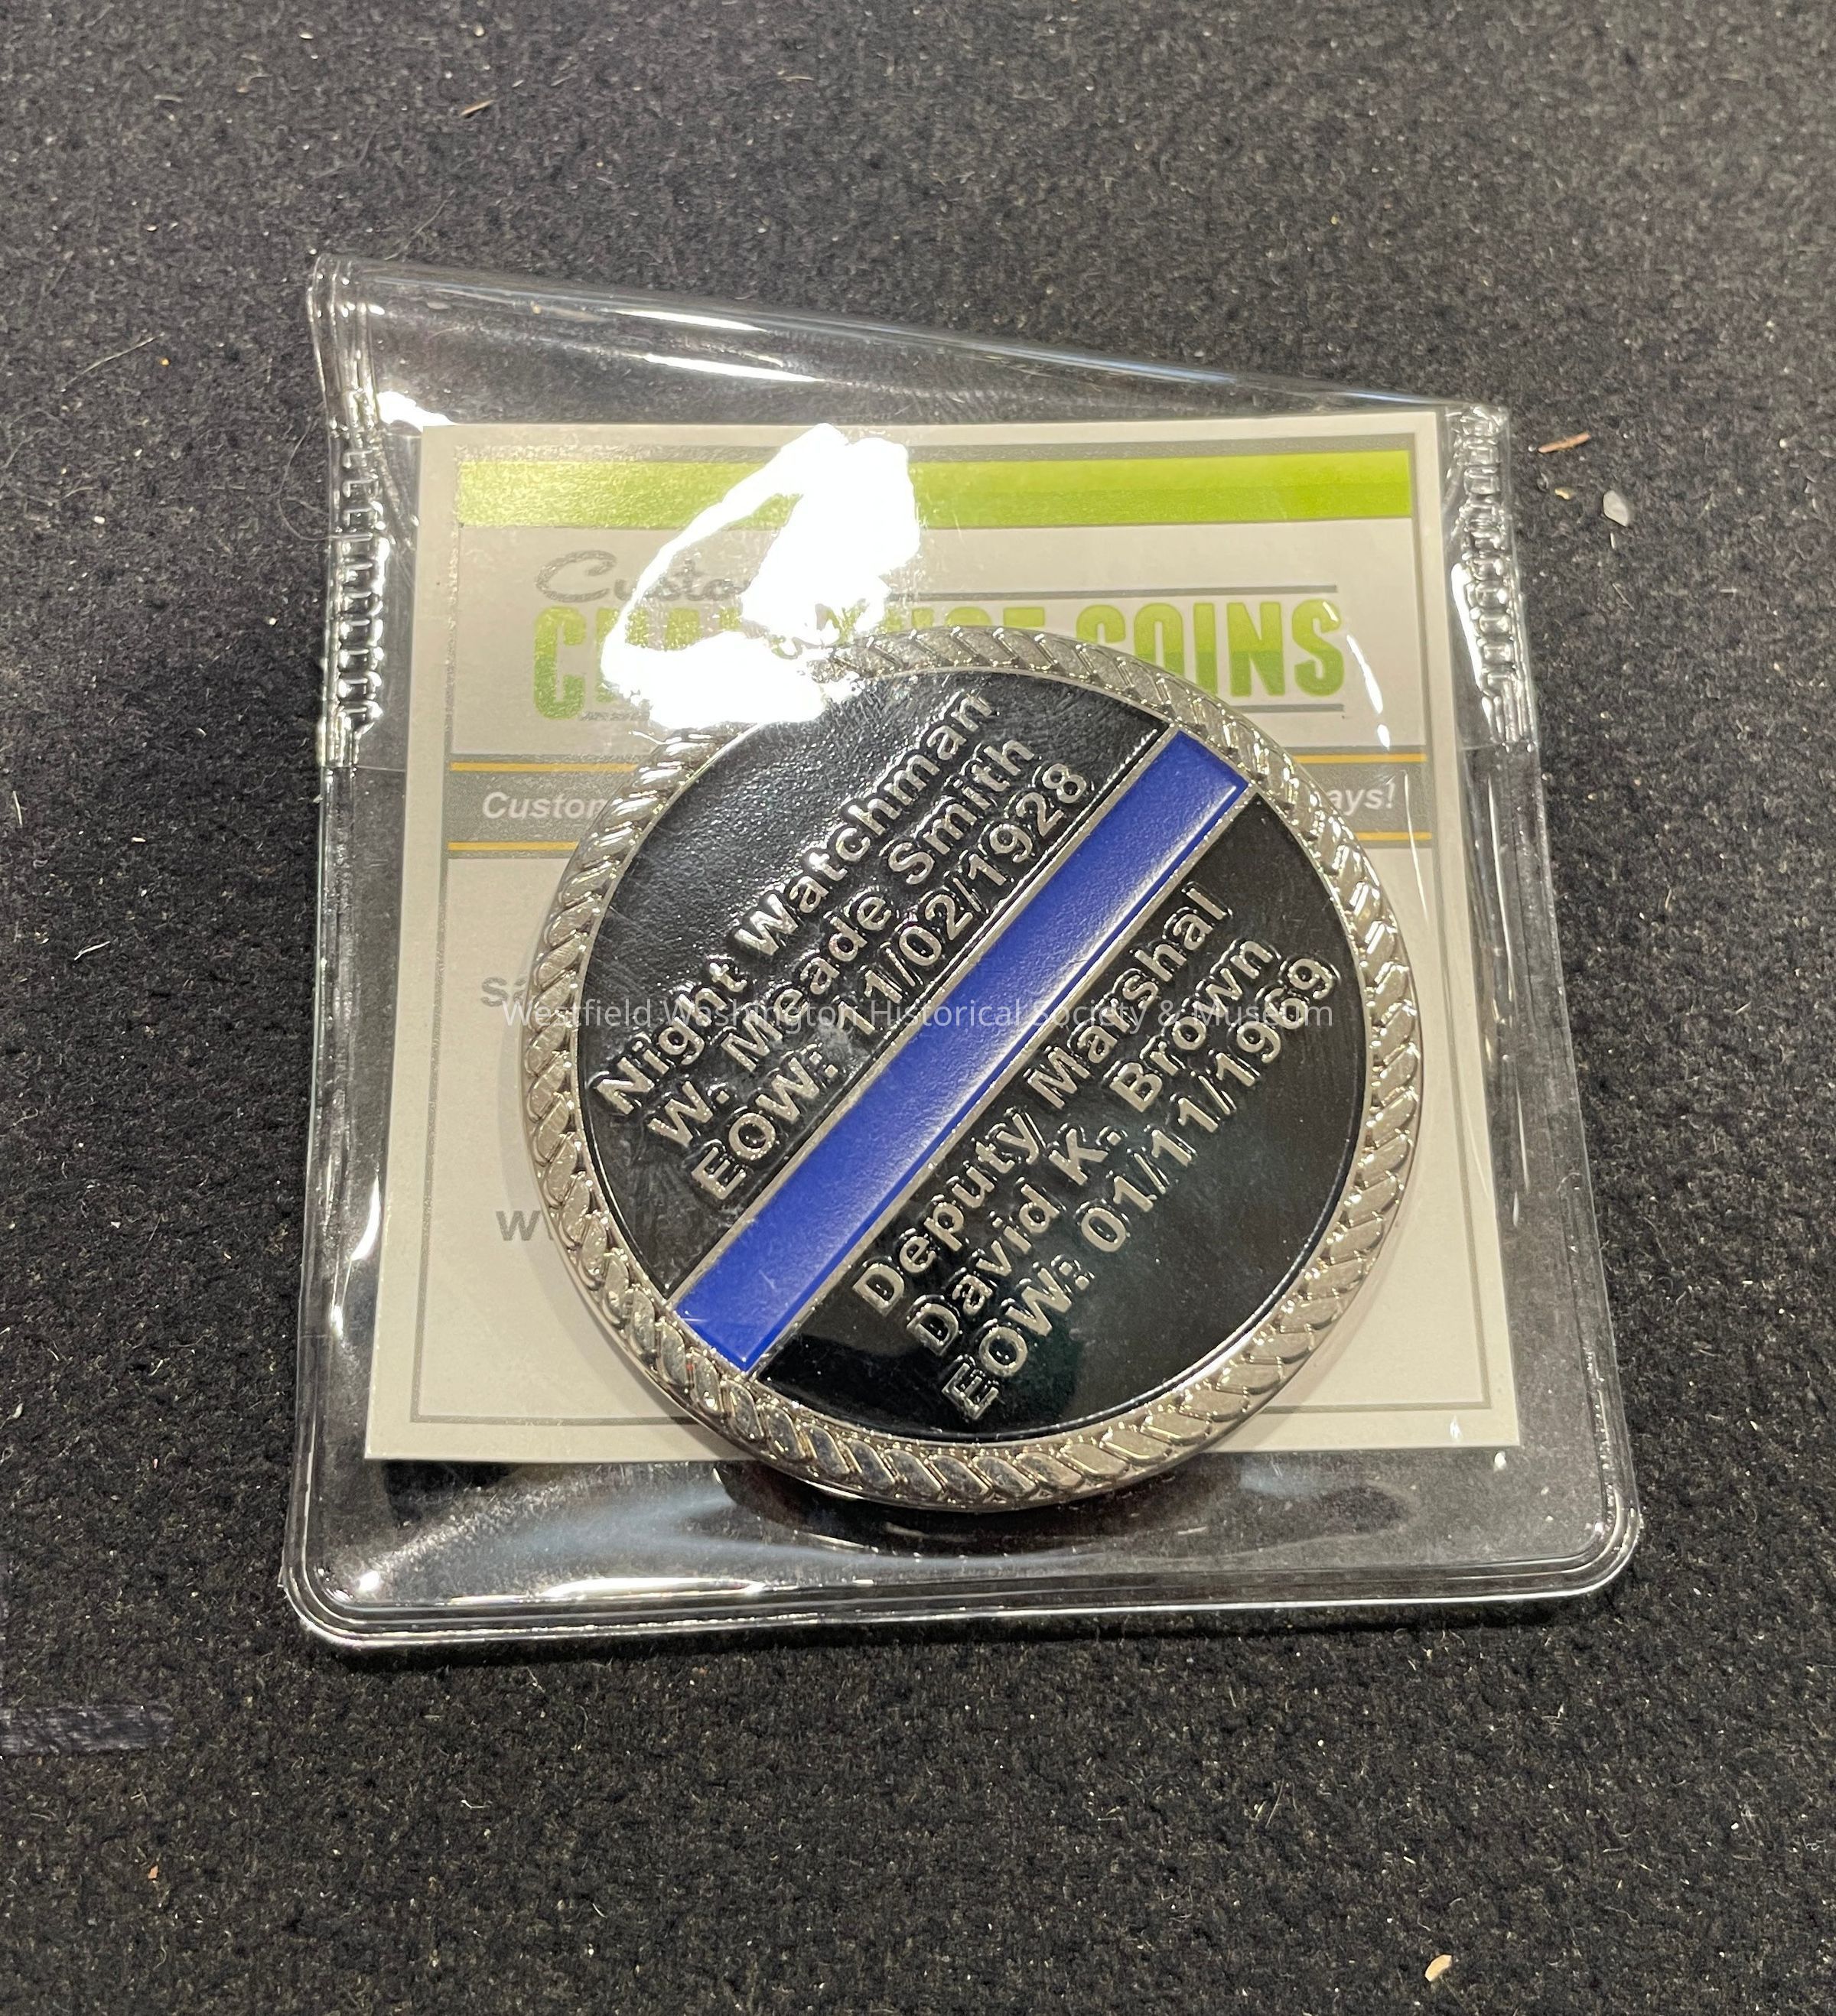 COINS
Night Watchman
W. Meade Smith
EOW: 11/02/1928
Deputy Marshal
David K. Brown
EOW: 01/11/1969
Westfield Washington Historical Society & Museum